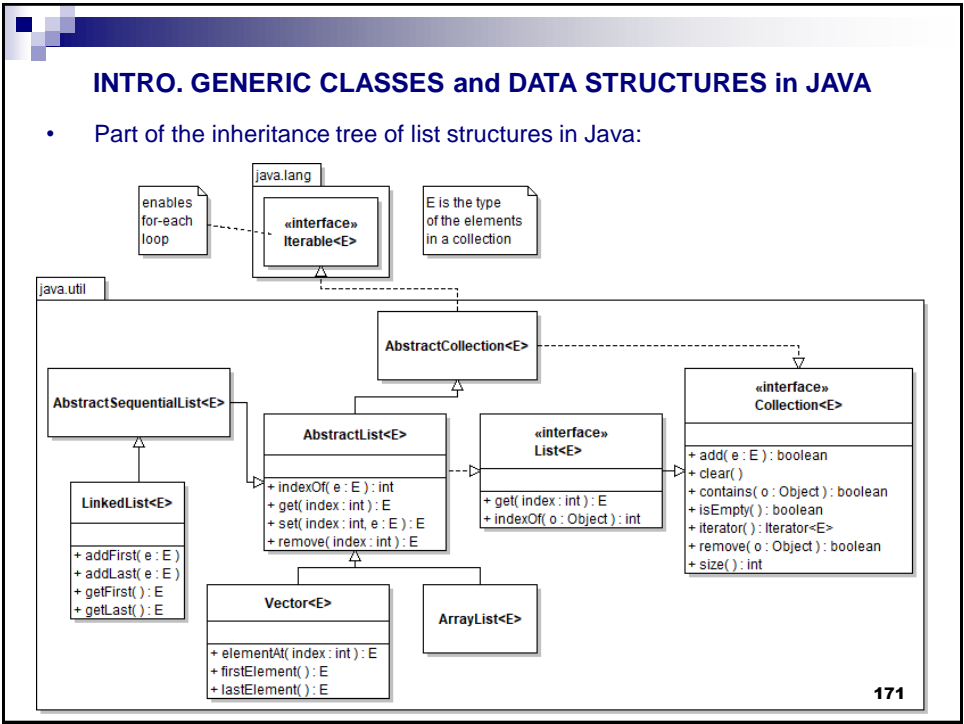 INTRO. GENERIC CLASSES and DATA STRUCTURES in JAVA
• Part of the inheritance tree of list structures in Java:
java.lang
enables
for-each
loop
«interface»
Iterable<E>
E is the type
of the elements
in a collection
java.util
AbstractCollection<E>
AbstractSequentialList<E>
«interface»
Collection<E>
+ add( e : E ) : boolean
+ clear( )
+ contains( o : Object ) : boolean
+ isEmpty( ) : boolean
+ iterator( ) : Iterator<E>
+ remove( o : Object ) : boolean
+ size( ) : int
AbstractList<E>
+ indexOf( e : E ) : int
+ get( index : int ) : E
+ set( index : int, e : E ) : E
+ remove( index : int ) : E
«interface»
List<E>
+ get( index : int ) : E
+ indexOf( o : Object ) : int
LinkedList<E>
+ addFirst( e : E )
+ addLast( e : E )
+ getFirst( ) : E
+ getLast( ) : E
Vector<E>
+ elementAt( index : int ) : E
+ firstElement( ) : E
+ lastElement( ) : E
ArrayList<E>
171